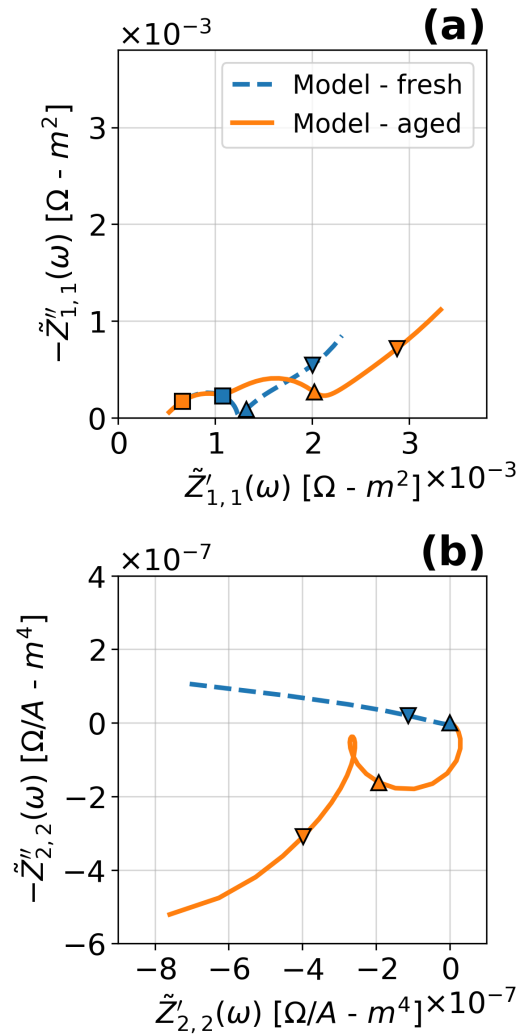 ×10⁻³ (a)
Model - fresh
Model - aged
3
2
1
0
−Z̃″₁,₁(ω) [Ω - m²]
0 1 2 3
Z̃′₁,₁(ω) [Ω - m²] ×10⁻³
×10⁻⁷ (b)
4
2
0
−2
−4
−6
−Z̃″₂,₂(ω) [Ω/A - m⁴]
−8 −6 −4 −2 0
Z̃′₂,₂(ω) [Ω/A - m⁴] ×10⁻⁷